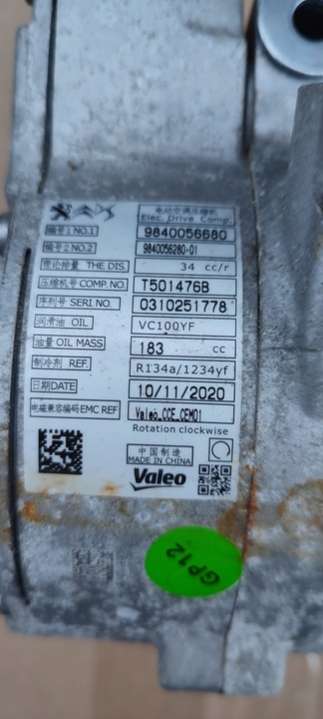 电动空调压缩机
Elec. Drive Comp.
编号1 NO.1 9840056680
编号2 NO.2 9840056280-01
理论排量 THE DIS. 34 cc/r
压缩机号 COMP NO. T501476B
序列号 SERI NO. 0310251778
润滑油 OIL VC100YF
油量 OIL MASS 183 cc
制冷剂 REF. R134a/1234yf
日期DATE 10/11/2020
电磁兼容编码EMC REF Valeo_CCE_CEM01
Rotation clockwise
中国制造
MADE IN CHINA
Valeo
GP12